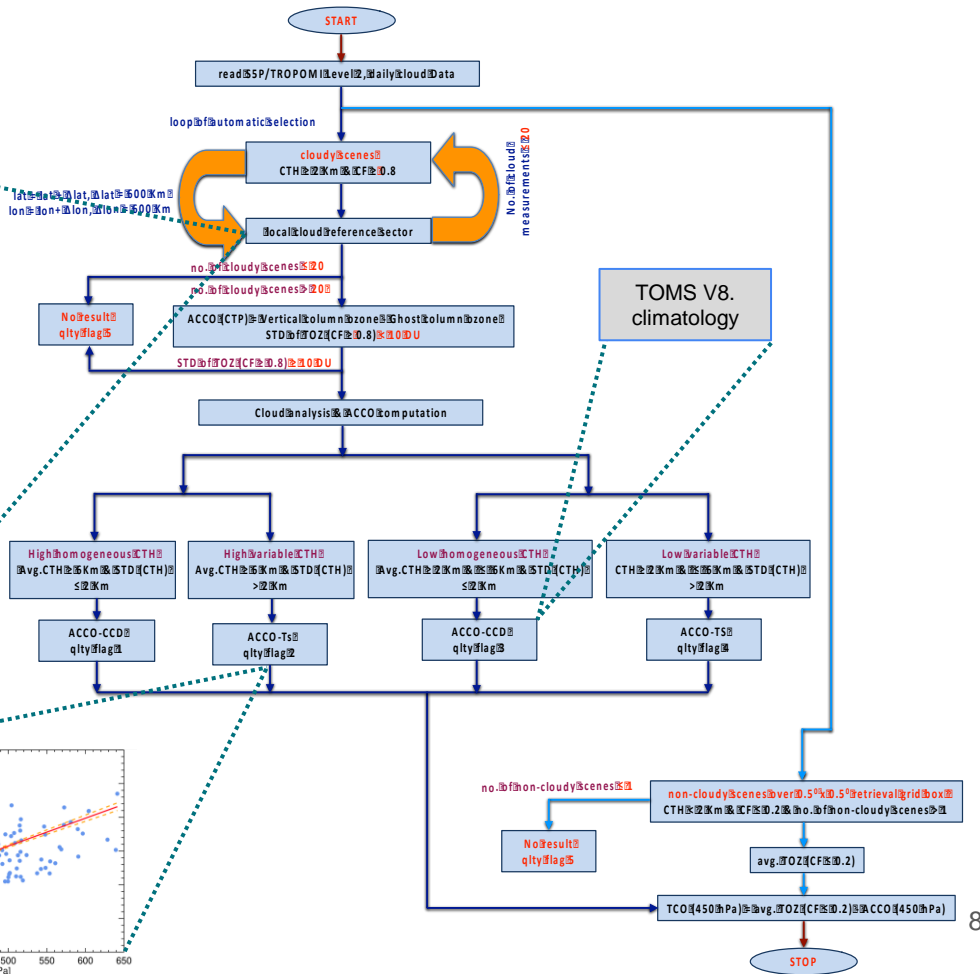 START
read S5P/TROPOMI Level 2, daily cloud Data
loop of automatic selection
cloudy scenes
CTH ≥ 2 Km & CF ≥ 0.8
No. of cloud
measurements ≤ 20
lat = lat + Δlat, Δlat = 600 Km
lon = lon + Δlon, Δlon = 600 Km
local cloud reference sector
no. of cloudy scenes ≤ 20
no. of cloudy scenes > 20
No result
qlty flag 5
ACCO (CTP) = Vertical column ozone - Ghost column ozone
STD of TOZ (CF ≥ 0.8) < 10 DU
STD of TOZ (CF ≥ 0.8) ≥ 10 DU
TOMS V8.
climatology
Cloud analysis & ACCO computation
High homogeneous CTH
Avg. CTH ≥ 6 Km & STD (CTH)
≤ 2 Km
High variable CTH
Avg. CTH ≥ 6 Km & STD (CTH)
> 2 Km
Low homogeneous CTH
Avg. CTH ≥ 2 Km & ≤ 6 Km & STD (CTH)
≤ 2 Km
Low variable CTH
CTH ≥ 2 Km & ≤ 6 Km & STD (CTH)
> 2 Km
ACCO-CCD
qlty flag 1
ACCO-Ts
qlty flag 2
ACCO-CCD
qlty flag 3
ACCO-TS
qlty flag 4
no. of non-cloudy scenes ≤ 1
non-cloudy scenes over 0.5⁰ x 0.5⁰ retrieval grid box
CTH ≥ 2 Km & CF ≤ 0.2 & no. of non-cloudy scenes > 1
No result
qlty flag 5
avg. TOZ (CF ≤ 0.2)
TCO (450 hPa) = avg. TOZ (CF ≤ 0.2) - ACCO (450 hPa)
STOP
8
500 550 600 650